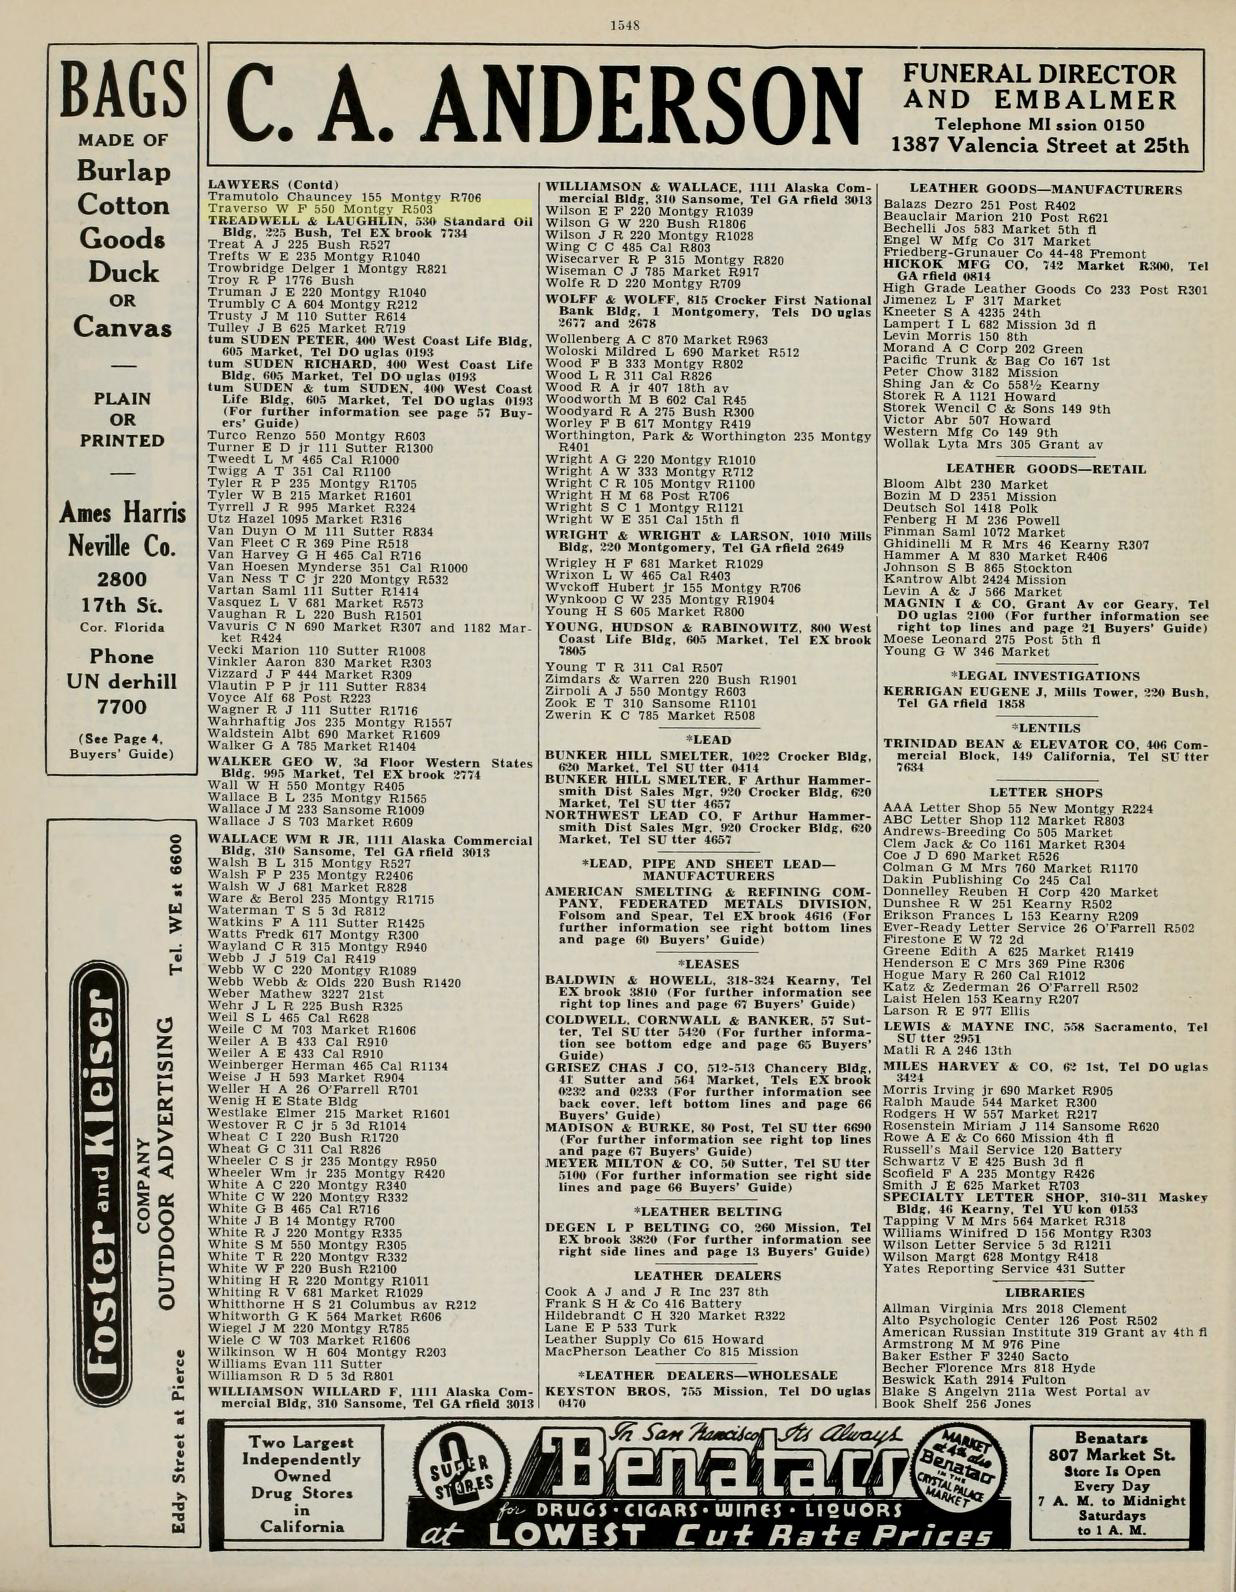 1548
BAGS
MADE OF
Burlap
Cotton
Goods
Duck
OR
Canvas
PLAIN
OR
PRINTED
Ames Harris
Neville Co.
2800
17th St.
Cor. Florida
Phone
UN derhill
7700
(See Page 4,
Buyers' Guide)
Foster and Kleiser
COMPANY
OUTDOOR ADVERTISING
Eddy Street at Pierce
Tel. WE st 6600
C. A. ANDERSON
FUNERAL DIRECTOR
AND EMBALMER
Telephone MI ssion 0150
1387 Valencia Street at 25th
LAWYERS (Contd)
Tramutolo Chauncey 155 Montgy R706
Traverso W F 550 Montgy R503
TREADWELL & LAUGHLIN, 530 Standard Oil
Bldg, 225 Bush, Tel EX brook 7734
Treat A J 225 Bush R527
Trefts W E 235 Montgy R1040
Trowbridge Delger 1 Montgy R821
Troy R P 1776 Bush
Truman J E 220 Montgy R1040
Trumbly C A 604 Montgy R212
Trusty J M 110 Sutter R614
Tulley J B 625 Market R719
tum SUDEN PETER, 400 West Coast Life Bldg,
605 Market, Tel DO uglas 0193
tum SUDEN RICHARD, 400 West Coast Life
Bldg, 605 Market, Tel DO uglas 0193
tum SUDEN & tum SUDEN, 400 West Coast
Life Bldg, 605 Market, Tel DO uglas 0193
(For further information see page 57 Buy-
ers' Guide)
Turco Renzo 550 Montgy R603
Turner E D jr 111 Sutter R1300
Tweedt L M 465 Cal R1000
Twigg A T 351 Cal R1100
Tyler R P 235 Montgy R1705
Tyler W B 215 Market R1601
Tyrrell J R 995 Market R324
Utz Hazel 1095 Market R316
Van Duyn O M 111 Sutter R834
Van Fleet C R 369 Pine R518
Van Harvey G H 465 Cal R716
Van Hoesen Mynderse 351 Cal R1000
Van Ness T C jr 220 Montgy R532
Vartan Saml 111 Sutter R1414
Vasquez L V 681 Market R573
Vaughan R L 220 Bush R1501
Vavuris C N 690 Market R307 and 1182 Mar-
ket R424
Vecki Marion 110 Sutter R1008
Vinkler Aaron 830 Market R303
Vizzard J F 444 Market R309
Vlautin P P jr 111 Sutter R834
Voyce Alf 68 Post R223
Wagner R J 111 Sutter R1716
Wahrhaftig Jos 235 Montgy R1557
Waldstein Albt 690 Market R1609
Walker G A 785 Market R1404
WALKER GEO W, 3d Floor Western States
Bldg, 995 Market, Tel EX brook 2774
Wall W H 550 Montgy R405
Wallace B L 235 Montgy R1565
Wallace J M 233 Sansome R1009
Wallace J S 703 Market R609
WALLACE WM R JR, 1111 Alaska Commercial
Bldg, 310 Sansome, Tel GA rfield 3013
Walsh B L 315 Montgy R527
Walsh F P 235 Montgy R2406
Walsh W J 681 Market R828
Ware & Berol 235 Montgy R1715
Waterman T S 5 3d R812
Watkins F A 111 Sutter R1425
Watts Fredk 617 Montgy R300
Wayland C R 315 Montgy R940
Webb J J 519 Cal R419
Webb W C 220 Montgy R1089
Webb Webb & Olds 220 Bush R1420
Weber Mathew 3227 21st
Wehr J L R 225 Bush R325
Weil S L 465 Cal R628
Weile C M 703 Market R1606
Weiler A B 433 Cal R910
Weiler A E 433 Cal R910
Weinberger Herman 465 Cal R1134
Weise J H 593 Market R904
Weller H A 26 O'Farrell R701
Wenig H E State Bldg
Westlake Elmer 215 Market R1601
Westover R C jr 5 3d R1014
Wheat C I 220 Bush R1720
Wheat G C 311 Cal R826
Wheeler C S jr 235 Montgy R950
Wheeler Wm jr 235 Montgy R420
White A C 220 Montgy R340
White C W 220 Montgy R332
White G B 465 Cal R716
White J B 14 Montgy R700
White R J 220 Montgy R335
White S M 550 Montgy R305
White T R 220 Montgy R332
White W F 220 Bush R2100
Whiting H R 220 Montgy R1011
Whiting R V 681 Market R1029
Whitthorne H S 21 Columbus av R212
Whitworth G K 564 Market R606
Wiegel J M 220 Montgy R785
Wiele C W 703 Market R1606
Wilkinson W H 604 Montgy R203
Williams Evan 111 Sutter
Williamson R D 5 3d R801
WILLIAMSON WILLARD F, 1111 Alaska Com-
mercial Bldg, 310 Sansome, Tel GA rfield 3013
WILLIAMSON & WALLACE, 1111 Alaska Com-
mercial Bldg, 310 Sansome, Tel GA rfield 3013
Wilson E F 220 Montgy R1039
Wilson G W 220 Bush R1806
Wilson J R 220 Montgy R1028
Wing C C 485 Cal R803
Wisecarver R P 315 Montgy R820
Wiseman C J 785 Market R917
Wolfe R D 220 Montgy R709
WOLFF & WOLFF, 815 Crocker First National
Bank Bldg, 1 Montgomery, Tels DO uglas
2677 and 2678
Wollenberg A C 870 Market R963
Woloski Mildred L 690 Market R512
Wood F B 333 Montgy R802
Wood L R 311 Cal R826
Wood R A jr 407 18th av
Woodworth M B 602 Cal R45
Woodyard R A 275 Bush R300
Worley F B 617 Montgy R419
Worthington, Park & Worthington 235 Montgy
R401
Wright A G 220 Montgy R1010
Wright A W 333 Montgy R712
Wright C R 105 Montgy R1100
Wright H M 68 Post R706
Wright S C 1 Montgy R1121
Wright W E 351 Cal 15th fl
WRIGHT & WRIGHT & LARSON, 1010 Mills
Bldg, 220 Montgomery, Tel GA rfield 2649
Wrigley H F 681 Market R1029
Wrixon L W 465 Cal R403
Wyckoff Hubert jr 155 Montgy R706
Wynkoop C W 235 Montgy R1904
Young H S 605 Market R800
YOUNG, HUDSON & RABINOWITZ, 800 West
Coast Life Bldg, 605 Market, Tel EX brook
7805
Young T R 311 Cal R507
Zimdars & Warren 220 Bush R1901
Zirpoli A J 550 Montgy R603
Zook E T 310 Sansome R1101
Zwerin K C 785 Market R508
*LEAD
BUNKER HILL SMELTER, 1022 Crocker Bldg,
620 Market, Tel SU tter 0414
BUNKER HILL SMELTER, F Arthur Hammer-
smith Dist Sales Mgr, 920 Crocker Bldg, 620
Market, Tel SU tter 4657
NORTHWEST LEAD CO, F Arthur Hammer-
smith Dist Sales Mgr, 920 Crocker Bldg, 620
Market, Tel SU tter 4657
*LEAD, PIPE AND SHEET LEAD—
MANUFACTURERS
AMERICAN SMELTING & REFINING COM-
PANY, FEDERATED METALS DIVISION,
Folsom and Spear, Tel EX brook 4616 (For
further information see right bottom lines
and page 60 Buyers' Guide)
*LEASES
BALDWIN & HOWELL, 318-324 Kearny, Tel
EX brook 3810 (For further information see
right top lines and page 67 Buyers' Guide)
COLDWELL, CORNWALL & BANKER, 57 Sut-
ter, Tel SU tter 5420 (For further informa-
tion see bottom edge and page 65 Buyers'
Guide)
GRISEZ CHAS J CO, 512-513 Chancery Bldg,
41 Sutter and 564 Market, Tels EX brook
0232 and 0233 (For further information see
back cover, left bottom lines and page 66
Buyers' Guide)
MADISON & BURKE, 80 Post, Tel SU tter 6690
(For further information see right top lines
and page 67 Buyers' Guide)
MEYER MILTON & CO, 50 Sutter, Tel SU tter
5100 (For further information see right side
lines and page 66 Buyers' Guide)
*LEATHER BELTING
DEGEN L P BELTING CO, 260 Mission, Tel
EX brook 3820 (For further information see
right side lines and page 13 Buyers' Guide)
LEATHER DEALERS
Cook A J and J R Inc 237 8th
Frank S H & Co 416 Battery
Hildebrandt C H 320 Market R322
Lane E P 533 Turk
Leather Supply Co 615 Howard
MacPherson Leather Co 815 Mission
*LEATHER DEALERS—WHOLESALE
KEYSTON BROS, 755 Mission, Tel DO uglas
0470
LEATHER GOODS—MANUFACTURERS
Balazs Dezro 251 Post R402
Beauclair Marion 210 Post R621
Bechelli Jos 583 Market 5th fl
Engel W Mfg Co 317 Market
Friedberg-Grunauer Co 44-48 Fremont
HICKOK MFG CO, 742 Market R300, Tel
GA rfield 0814
High Grade Leather Goods Co 233 Post R301
Jimenez L F 317 Market
Kneeter S A 4235 24th
Lampert I L 682 Mission 3d fl
Levin Morris 150 8th
Morand A C Corp 202 Green
Pacific Trunk & Bag Co 167 1st
Peter Chow 3182 Mission
Shing Jan & Co 558½ Kearny
Storek R A 1121 Howard
Storek Wencil C & Sons 149 9th
Victor Abr 507 Howard
Western Mfg Co 149 9th
Wollak Lyta Mrs 305 Grant av
LEATHER GOODS—RETAIL
Bloom Albt 230 Market
Bozin M D 2351 Mission
Deutsch Sol 1418 Polk
Fenberg H M 236 Powell
Finman Saml 1072 Market
Ghidinelli M R Mrs 46 Kearny R307
Hammer A M 830 Market R406
Johnson S B 865 Stockton
Kantrow Albt 2424 Mission
Levin A & J 566 Market
MAGNIN I & CO, Grant Av cor Geary, Tel
DO uglas 2100 (For further information see
right top lines and page 21 Buyers' Guide)
Moese Leonard 275 Post 5th fl
Young G W 346 Market
*LEGAL INVESTIGATIONS
KERRIGAN EUGENE J, Mills Tower, 220 Bush,
Tel GA rfield 1858
*LENTILS
TRINIDAD BEAN & ELEVATOR CO, 406 Com-
mercial Block, 149 California, Tel SU tter
7634
LETTER SHOPS
AAA Letter Shop 55 New Montgy R224
ABC Letter Shop 112 Market R803
Andrews-Breeding Co 505 Market
Clem Jack & Co 1161 Market R304
Coe J D 690 Market R526
Colman G M Mrs 760 Market R1170
Dakin Publishing Co 245 Cal
Donnelley Reuben H Corp 420 Market
Dunshee R W 251 Kearny R502
Erikson Frances L 153 Kearny R209
Ever-Ready Letter Service 26 O'Farrell R502
Firestone E W 72 2d
Greene Edith A 625 Market R1419
Henderson E C Mrs 369 Pine R306
Hogue Mary R 260 Cal R1012
Katz & Zederman 26 O'Farrell R502
Laist Helen 153 Kearny R207
Larson R E 977 Ellis
LEWIS & MAYNE INC, 558 Sacramento, Tel
SU tter 2951
Matli R A 246 13th
MILES HARVEY & CO, 62 1st, Tel DO uglas
3424
Morris Irving jr 690 Market R905
Ralph Maude 544 Market R300
Rodgers H W 557 Market R217
Rosenstein Miriam J 114 Sansome R620
Rowe A E & Co 660 Mission 4th fl
Russell's Mail Service 120 Battery
Schwartz V E 425 Bush 3d fl
Scofield F A 235 Montgy R426
Smith J E 625 Market R703
SPECIALTY LETTER SHOP, 310-311 Maskey
Bldg, 46 Kearny, Tel YU kon 0153
Tapping V M Mrs 564 Market R318
Williams Winifred D 156 Montgy R303
Wilson Letter Service 5 3d R1211
Wilson Margt 628 Montgy R418
Yates Reporting Service 431 Sutter
LIBRARIES
Allman Virginia Mrs 2018 Clement
Alto Psychologic Center 126 Post R502
American Russian Institute 319 Grant av 4th fl
Armstrong M M 976 Pine
Baker Esther F 3240 Sacto
Becher Florence Mrs 818 Hyde
Beswick Kath 2914 Fulton
Blake S Angelyn 211a West Portal av
Book Shelf 256 Jones
Two Largest
Independently
Owned
Drug Stores
in
California
2 SUPER
STORES
In San Francisco Its Always
Benatars
for DRUGS · CIGARS · WINES · LIQUORS
at LOWEST Cut Rate Prices
MARKET
at 4th dial
Benatar
IN THE
CRYSTAL PALACE
MARKET
Benatars
807 Market St.
Store Is Open
Every Day
7 A. M. to Midnight
Saturdays
to 1 A. M.